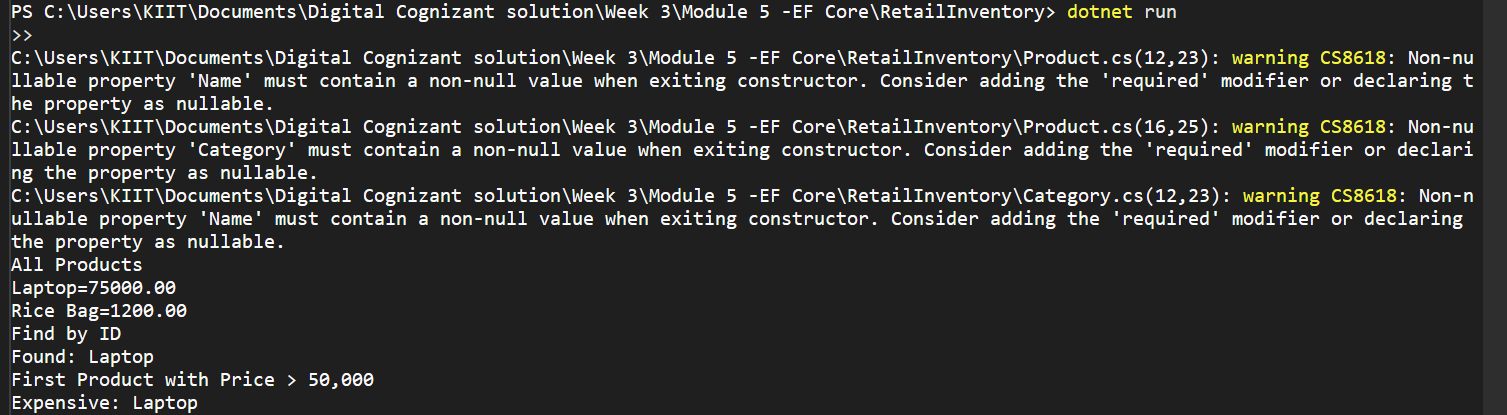 PS C:\Users\KIIT\Documents\Digital Cognizant solution\Week 3\Module 5 -EF Core\RetailInventory> dotnet run
>>
C:\Users\KIIT\Documents\Digital Cognizant solution\Week 3\Module 5 -EF Core\RetailInventory\Product.cs(12,23): warning CS8618: Non-nu
llable property 'Name' must contain a non-null value when exiting constructor. Consider adding the 'required' modifier or declaring t
he property as nullable.
C:\Users\KIIT\Documents\Digital Cognizant solution\Week 3\Module 5 -EF Core\RetailInventory\Product.cs(16,25): warning CS8618: Non-nu
llable property 'Category' must contain a non-null value when exiting constructor. Consider adding the 'required' modifier or declari
ng the property as nullable.
C:\Users\KIIT\Documents\Digital Cognizant solution\Week 3\Module 5 -EF Core\RetailInventory\Category.cs(12,23): warning CS8618: Non-n
ullable property 'Name' must contain a non-null value when exiting constructor. Consider adding the 'required' modifier or declaring
the property as nullable.
All Products
Laptop=75000.00
Rice Bag=1200.00
Find by ID
Found: Laptop
First Product with Price > 50,000
Expensive: Laptop